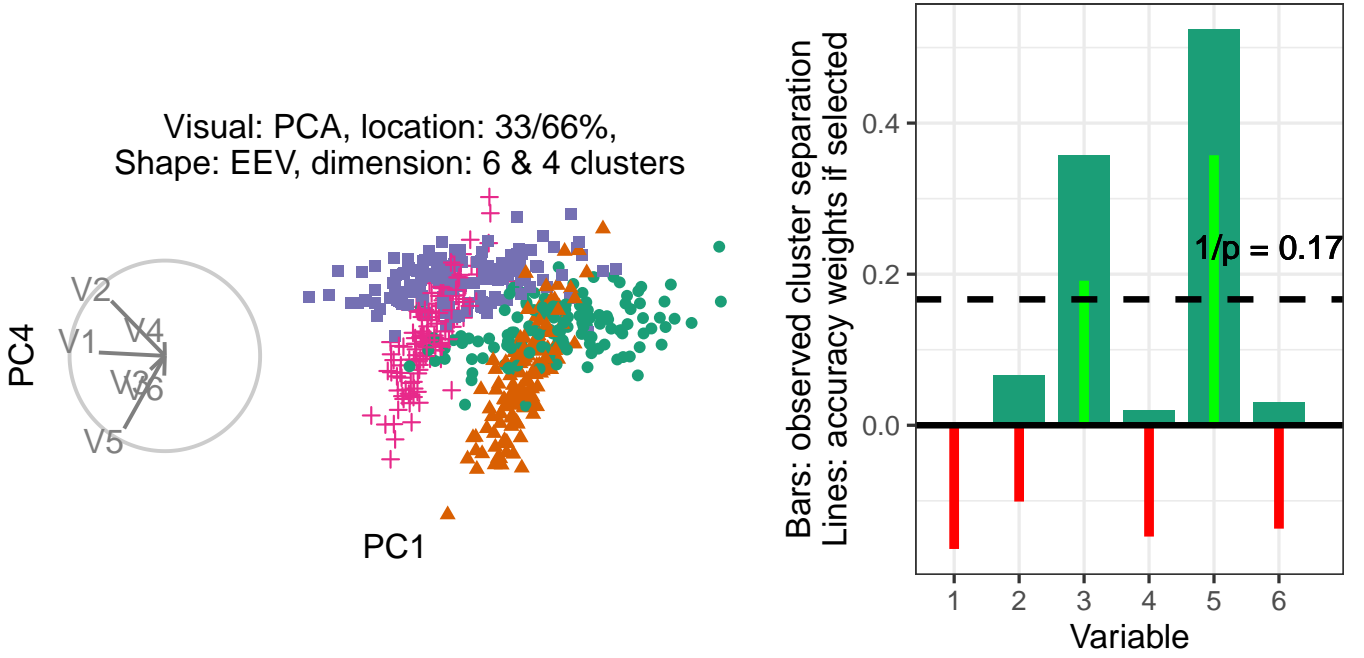 Visual: PCA, location: 33/66%,
Shape: EEV, dimension: 6 & 4 clusters
V2
V4
V1
V3
V6
V5
PC4
PC1
Bars: observed cluster separation
Lines: accuracy weights if selected
0.4
0.2
0.0
1/p = 0.17
1 2 3 4 5 6
Variable